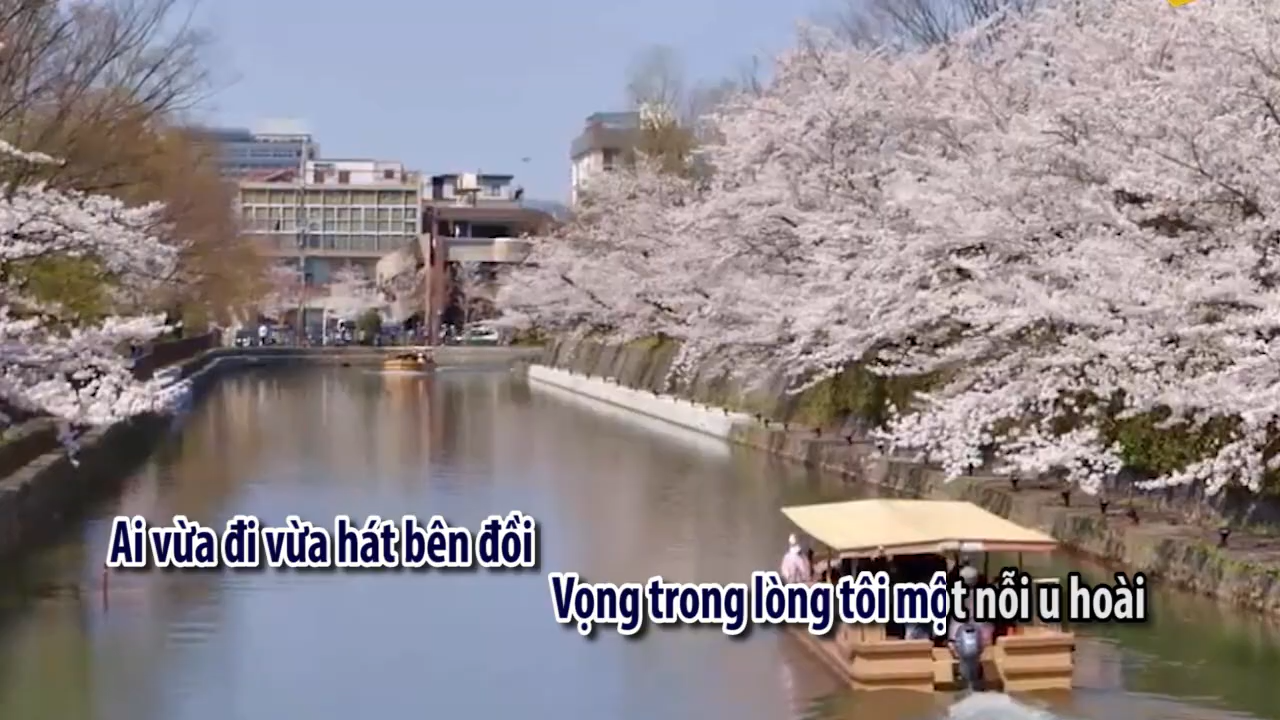 Ai vừa đi vừa hát bên đồi
Vọng trong lòng tôi một nỗi u hoài